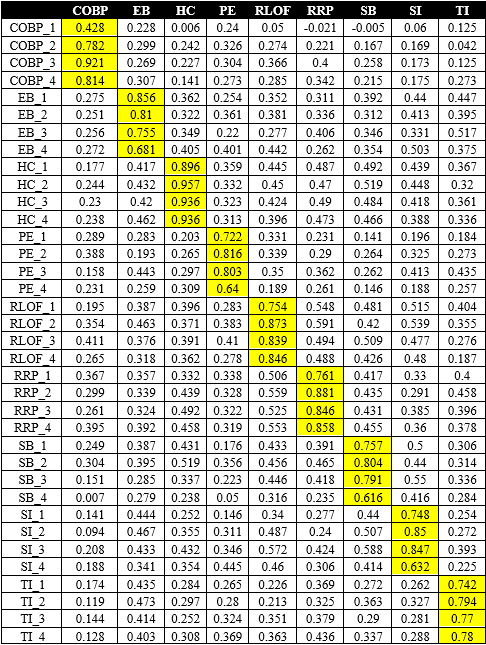 COBP EB HC PE RLOF RRP SB SI TI
COBP_1 0.428 0.228 0.006 0.24 0.05 -0.021 -0.005 0.06 0.125
COBP_2 0.782 0.299 0.242 0.326 0.274 0.221 0.167 0.169 0.042
COBP_3 0.921 0.269 0.227 0.304 0.366 0.4 0.258 0.173 0.125
COBP_4 0.814 0.307 0.141 0.273 0.285 0.342 0.215 0.175 0.273
EB_1 0.275 0.856 0.362 0.254 0.352 0.311 0.392 0.44 0.447
EB_2 0.251 0.81 0.322 0.361 0.381 0.336 0.312 0.413 0.395
EB_3 0.256 0.755 0.349 0.22 0.277 0.406 0.346 0.331 0.517
EB_4 0.272 0.681 0.405 0.401 0.442 0.262 0.354 0.503 0.375
HC_1 0.177 0.417 0.896 0.359 0.445 0.487 0.492 0.439 0.367
HC_2 0.244 0.432 0.957 0.332 0.45 0.47 0.519 0.448 0.32
HC_3 0.23 0.42 0.936 0.323 0.424 0.49 0.484 0.418 0.361
HC_4 0.238 0.462 0.936 0.313 0.396 0.473 0.466 0.388 0.336
PE_1 0.289 0.283 0.203 0.722 0.331 0.231 0.141 0.196 0.184
PE_2 0.388 0.193 0.265 0.816 0.339 0.29 0.264 0.325 0.273
PE_3 0.158 0.443 0.297 0.803 0.35 0.362 0.262 0.413 0.435
PE_4 0.231 0.259 0.309 0.64 0.189 0.261 0.146 0.188 0.257
RLOF_1 0.195 0.387 0.396 0.283 0.754 0.548 0.481 0.515 0.404
RLOF_2 0.354 0.463 0.371 0.383 0.873 0.591 0.42 0.539 0.355
RLOF_3 0.411 0.376 0.391 0.41 0.839 0.494 0.509 0.477 0.276
RLOF_4 0.265 0.318 0.362 0.278 0.846 0.488 0.426 0.48 0.187
RRP_1 0.367 0.357 0.332 0.338 0.506 0.761 0.417 0.33 0.4
RRP_2 0.299 0.339 0.439 0.328 0.559 0.881 0.435 0.291 0.458
RRP_3 0.261 0.324 0.492 0.322 0.525 0.846 0.431 0.385 0.396
RRP_4 0.395 0.392 0.458 0.319 0.553 0.858 0.455 0.36 0.378
SB_1 0.249 0.387 0.431 0.176 0.433 0.391 0.757 0.5 0.306
SB_2 0.304 0.395 0.519 0.356 0.456 0.465 0.804 0.44 0.314
SB_3 0.151 0.285 0.337 0.223 0.446 0.418 0.791 0.55 0.336
SB_4 0.007 0.279 0.238 0.05 0.316 0.235 0.616 0.416 0.284
SI_1 0.141 0.444 0.252 0.146 0.34 0.277 0.44 0.748 0.254
SI_2 0.094 0.467 0.355 0.311 0.487 0.24 0.507 0.85 0.272
SI_3 0.208 0.433 0.432 0.346 0.572 0.424 0.588 0.847 0.393
SI_4 0.188 0.341 0.354 0.445 0.46 0.306 0.414 0.632 0.225
TI_1 0.174 0.435 0.284 0.265 0.226 0.369 0.272 0.262 0.742
TI_2 0.119 0.473 0.297 0.28 0.213 0.325 0.363 0.327 0.794
TI_3 0.144 0.414 0.252 0.324 0.351 0.379 0.29 0.281 0.77
TI_4 0.128 0.403 0.308 0.369 0.363 0.436 0.337 0.288 0.78